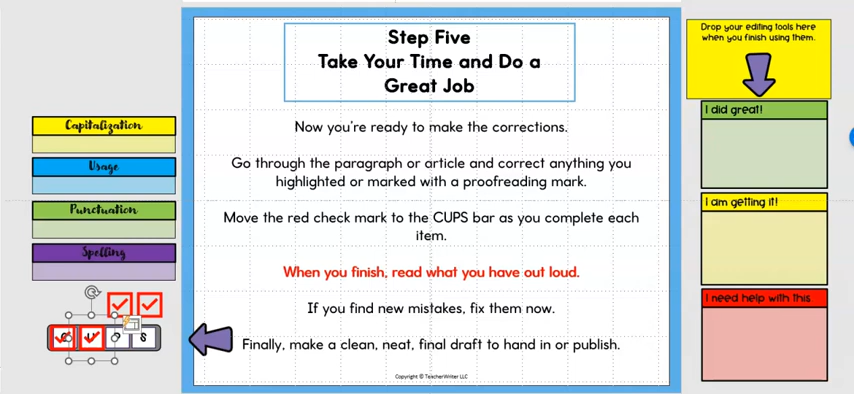 Step Five
Take Your Time and Do a
Great Job
Now you're ready to make the corrections.
Go through the paragraph or article and correct anything you
highlighted or marked with a proofreading mark.
Move the red check mark to the CUPS bar as you complete each
item.
When you finish, read what you have out loud.
If you find new mistakes, fix them now.
Finally, make a clean, neat, final draft to hand in or publish.
Copyright © TeacherWriter LLC
Capitalization
Usage
Punctuation
Spelling
S
Drop your editing tools here
when you finish using them.
I did great!
I am getting it!
I need help with this